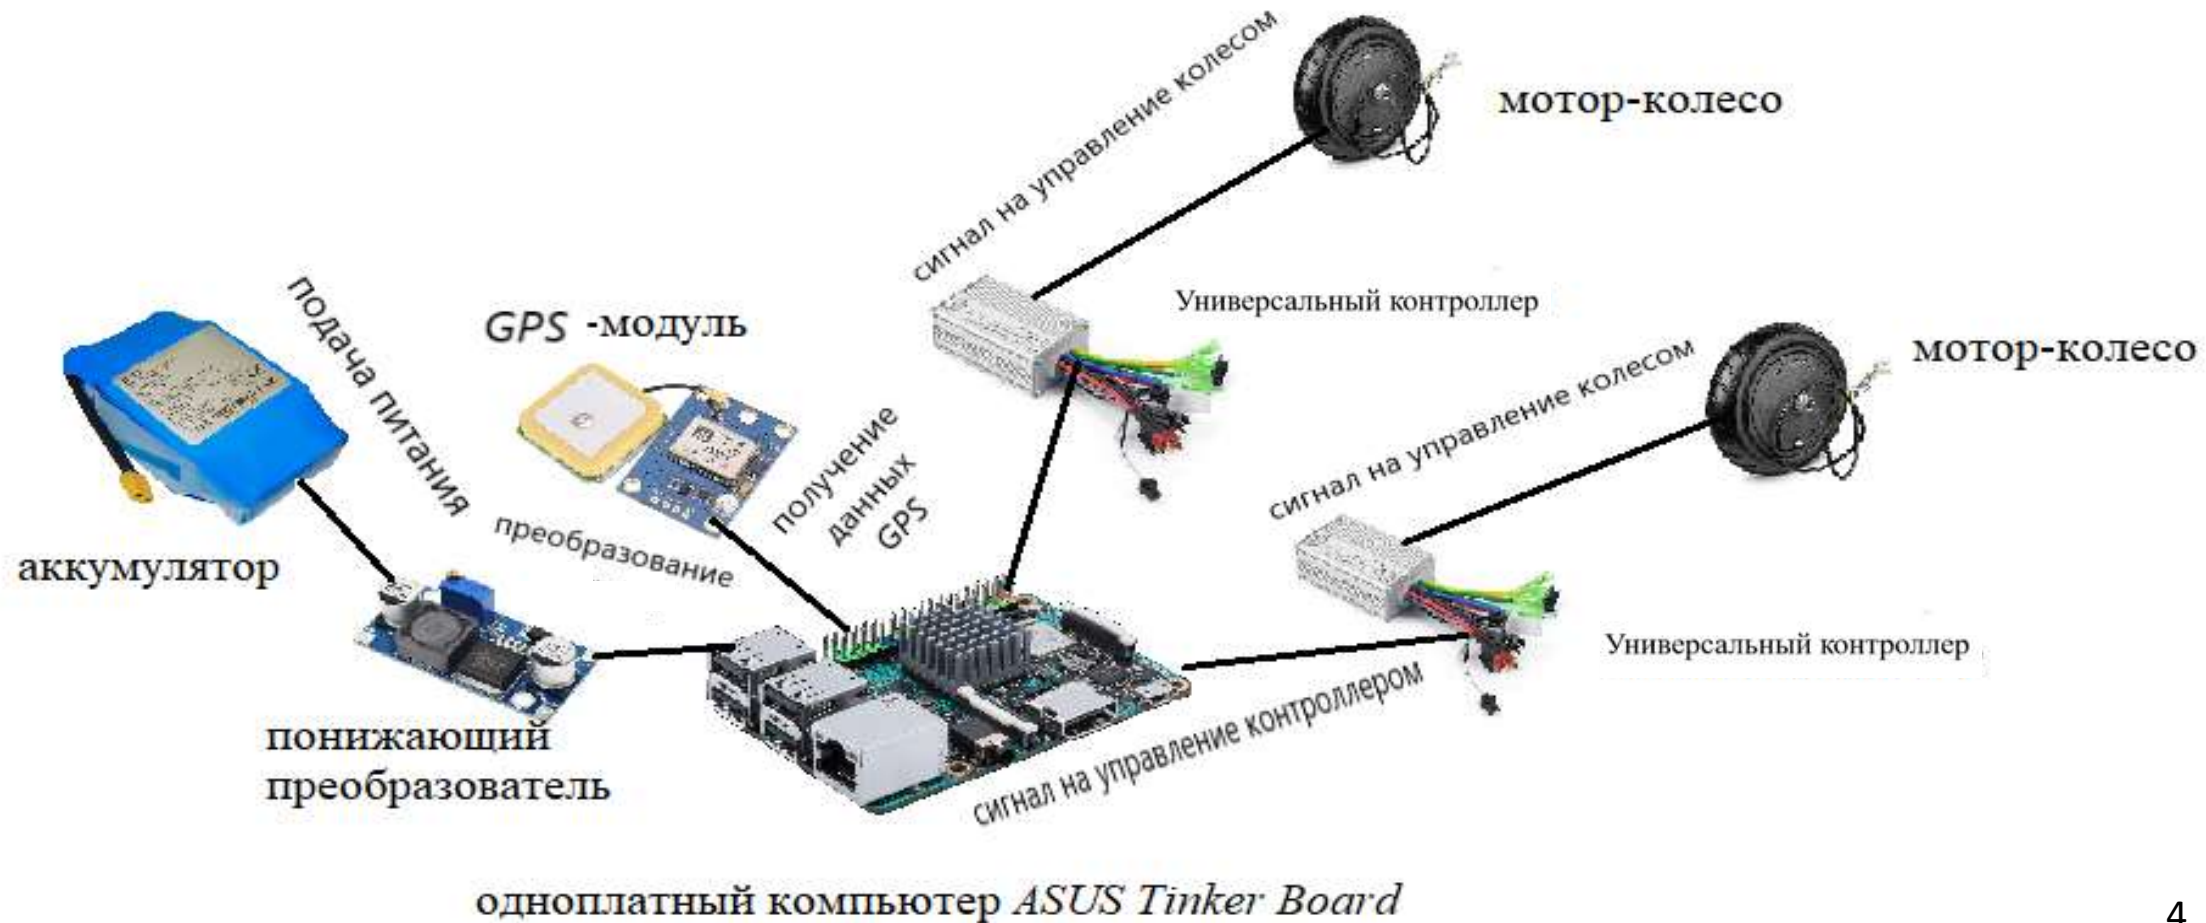 сигнал на управление колесом
мотор-колесо
Универсальный контроллер
подача питания
GPS -модуль
сигнал на управление колесом
мотор-колесо
получение
данных
GPS
преобразование
аккумулятор
Универсальный контроллер
понижающий
преобразователь
сигнал на управление контроллером
одноплатный компьютер ASUS Tinker Board
4